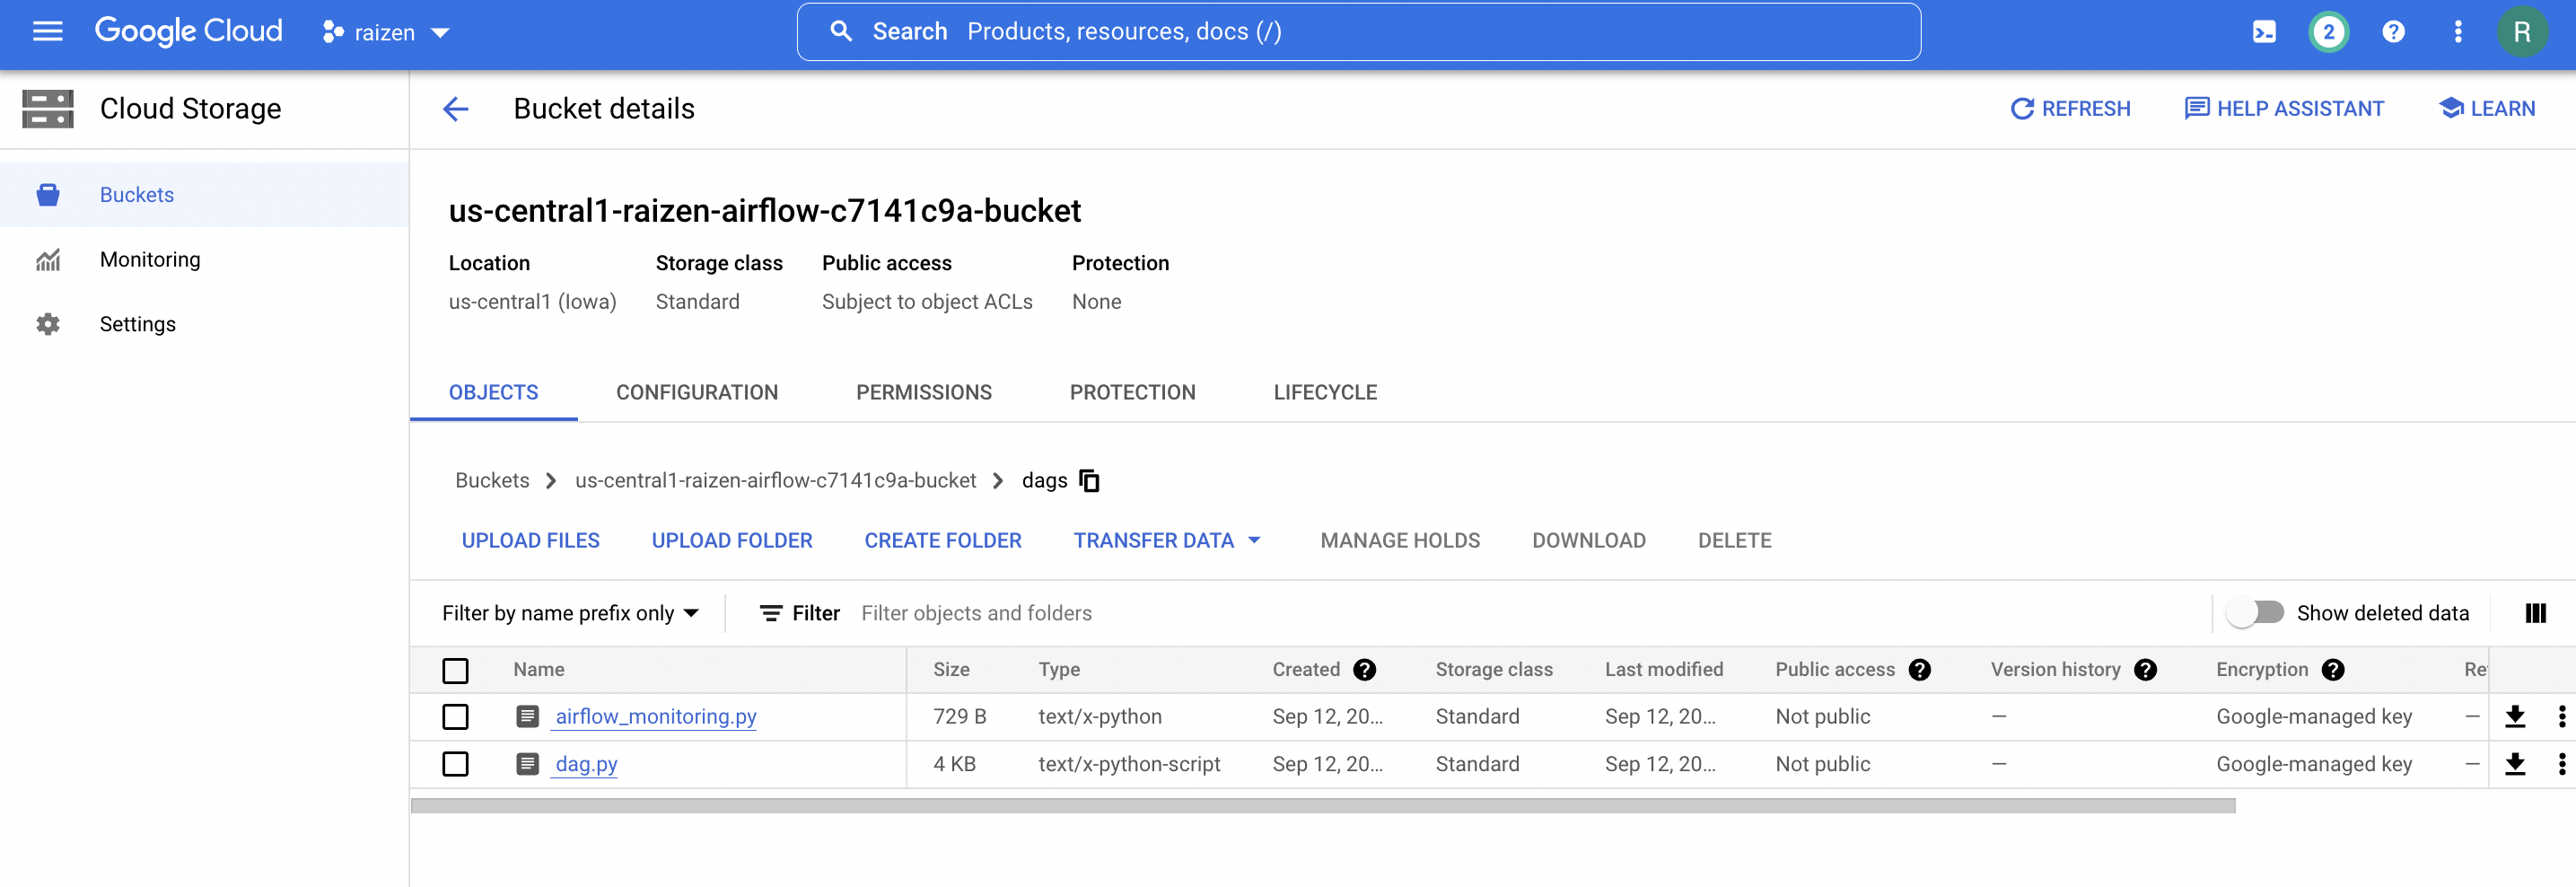 Google Cloud raizen Search Products, resources, docs (/) 2 R
Cloud Storage
Bucket details
REFRESH HELP ASSISTANT LEARN
Buckets
Monitoring
Settings
us-central1-raizen-airflow-c7141c9a-bucket
Location Storage class Public access Protection
us-central1 (Iowa) Standard Subject to object ACLs None
OBJECTS CONFIGURATION PERMISSIONS PROTECTION LIFECYCLE
Buckets > us-central1-raizen-airflow-c7141c9a-bucket > dags
UPLOAD FILES UPLOAD FOLDER CREATE FOLDER TRANSFER DATA MANAGE HOLDS DOWNLOAD DELETE
Filter by name prefix only Filter Filter objects and folders Show deleted data
Name Size Type Created Storage class Last modified Public access Version history Encryption Re
airflow_monitoring.py 729 B text/x-python Sep 12, 20... Standard Sep 12, 20... Not public — Google-managed key —
dag.py 4 KB text/x-python-script Sep 12, 20... Standard Sep 12, 20... Not public — Google-managed key —